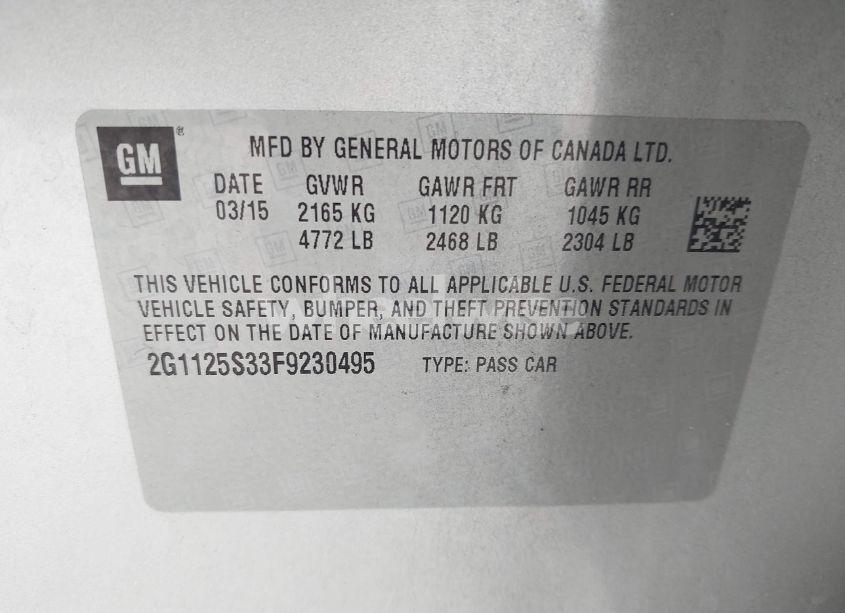 GM®
MFD BY GENERAL MOTORS OF CANADA LTD.
DATE GVWR GAWR FRT GAWR RR
03/15 2165 KG 1120 KG 1045 KG
4772 LB 2468 LB 2304 LB
THIS VEHICLE CONFORMS TO ALL APPLICABLE U.S. FEDERAL MOTOR
VEHICLE SAFETY, BUMPER, AND THEFT PREVENTION STANDARDS IN
EFFECT ON THE DATE OF MANUFACTURE SHOWN ABOVE.
2G1125S33F9230495 TYPE: PASS CAR